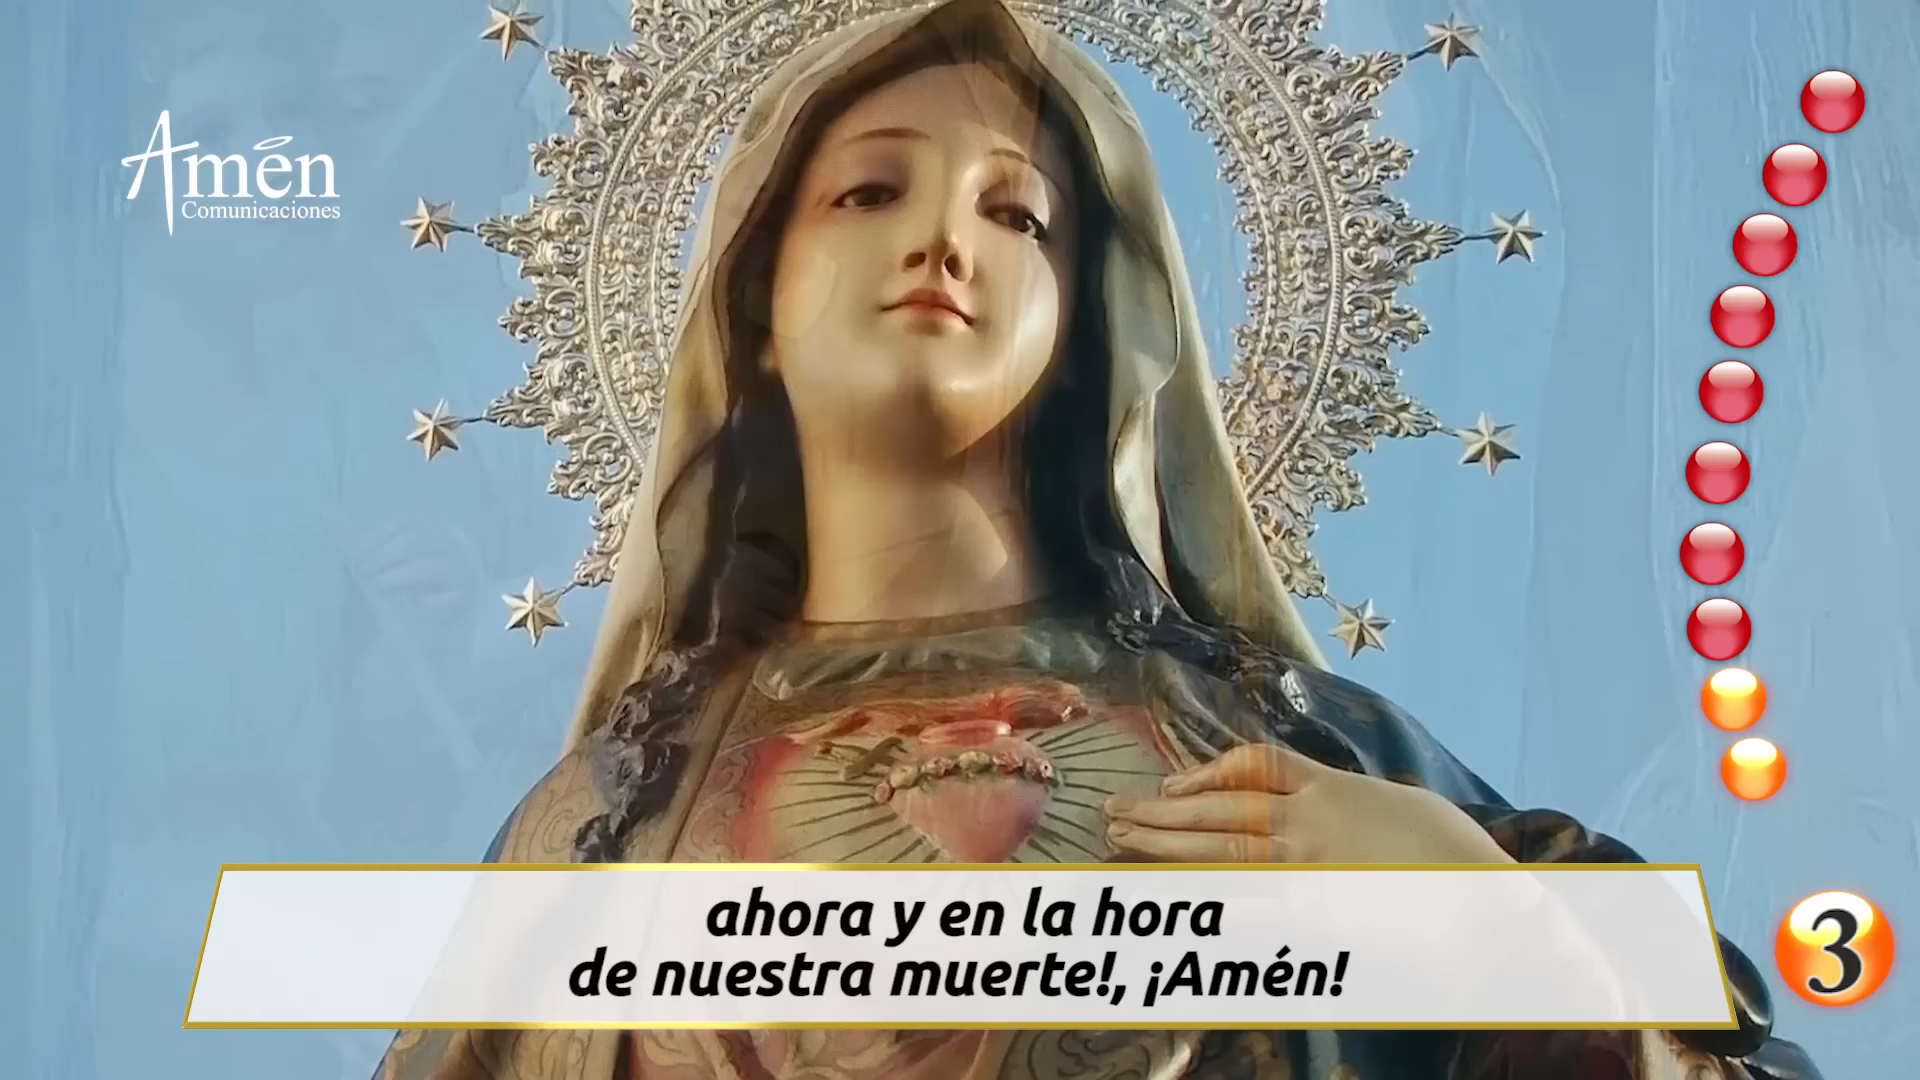 Amén
Comunicaciones
ahora y en la hora
de nuestra muerte!, ¡Amén!
3